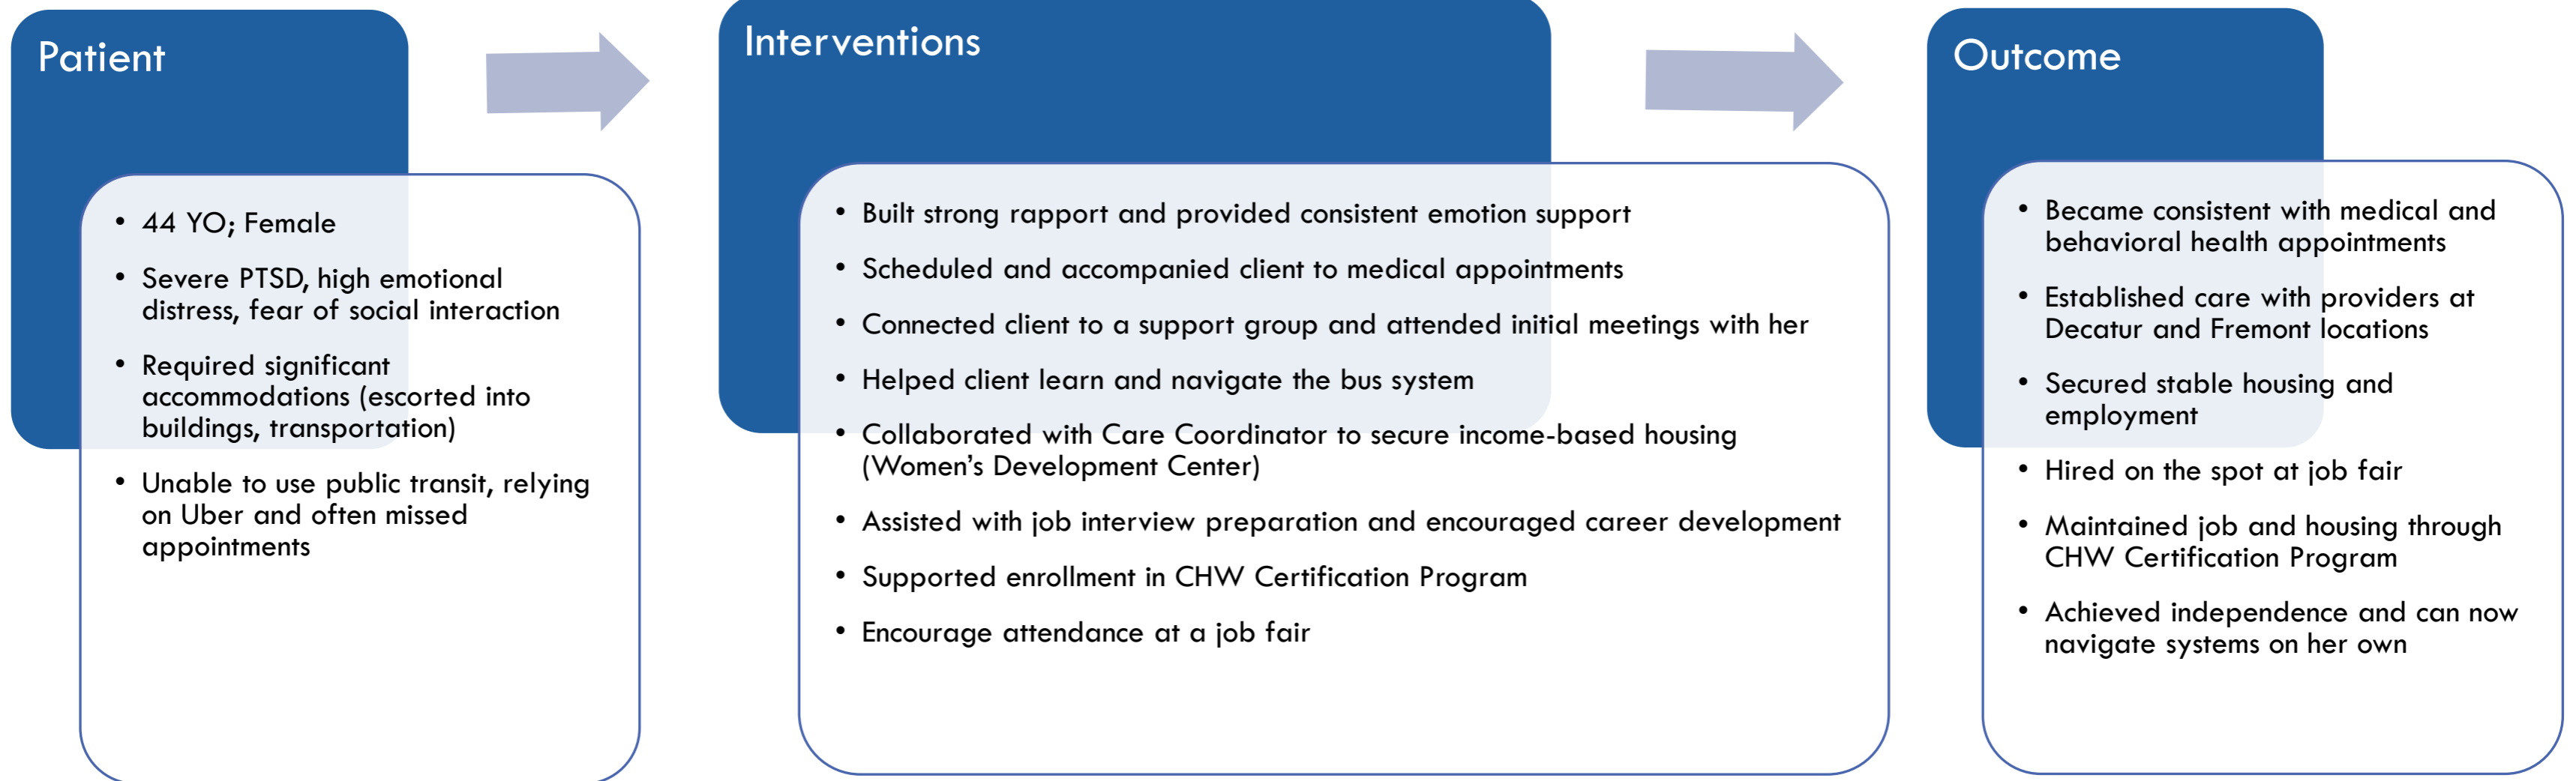 Patient
• 44 YO; Female
• Severe PTSD, high emotional
distress, fear of social interaction
• Required significant
accommodations (escorted into
buildings, transportation)
• Unable to use public transit, relying
on Uber and often missed
appointments
Interventions
• Built strong rapport and provided consistent emotion support
• Scheduled and accompanied client to medical appointments
• Connected client to a support group and attended initial meetings with her
• Helped client learn and navigate the bus system
• Collaborated with Care Coordinator to secure income-based housing
(Women’s Development Center)
• Assisted with job interview preparation and encouraged career development
• Supported enrollment in CHW Certification Program
• Encourage attendance at a job fair
Outcome
• Became consistent with medical and
behavioral health appointments
• Established care with providers at
Decatur and Fremont locations
• Secured stable housing and
employment
• Hired on the spot at job fair
• Maintained job and housing through
CHW Certification Program
• Achieved independence and can now
navigate systems on her own